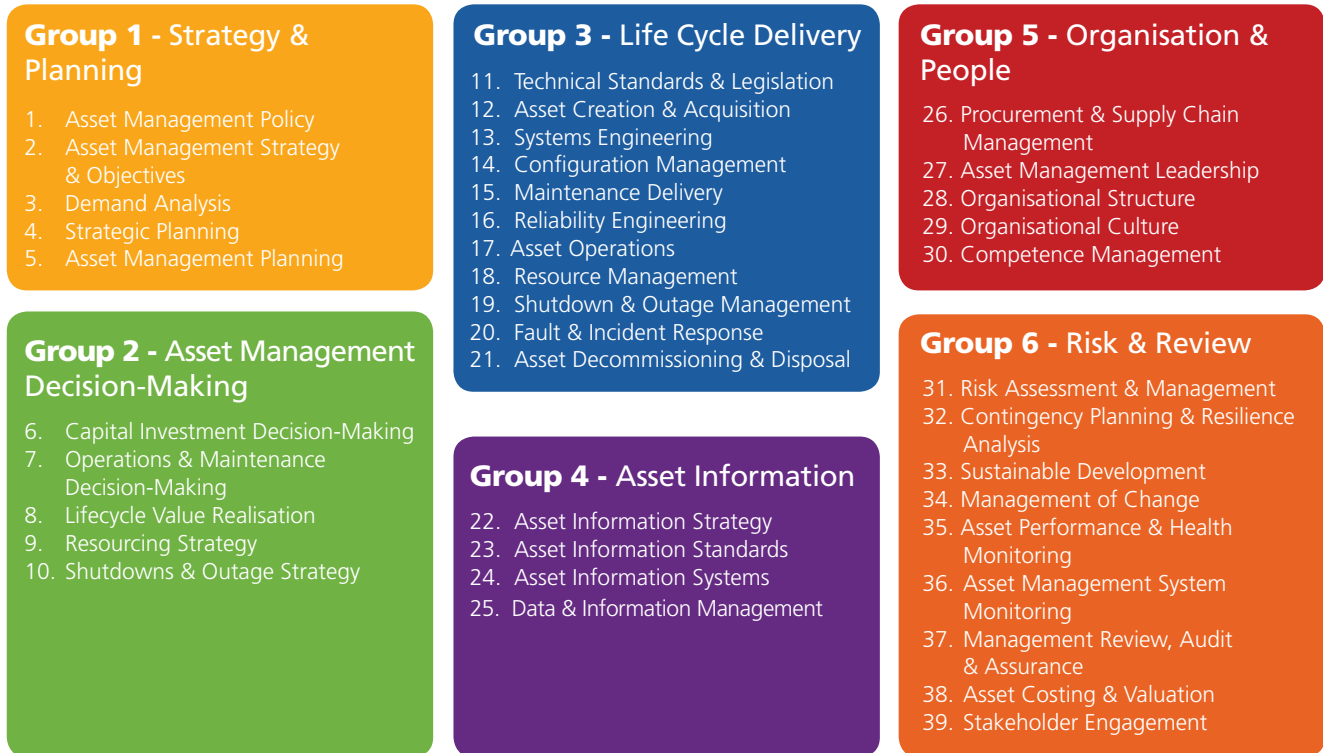 Group 1 - Strategy &
Planning
1. Asset Management Policy
2. Asset Management Strategy
& Objectives
3. Demand Analysis
4. Strategic Planning
5. Asset Management Planning
Group 2 - Asset Management
Decision-Making
6. Capital Investment Decision-Making
7. Operations & Maintenance
Decision-Making
8. Lifecycle Value Realisation
9. Resourcing Strategy
10. Shutdowns & Outage Strategy
Group 3 - Life Cycle Delivery
11. Technical Standards & Legislation
12. Asset Creation & Acquisition
13. Systems Engineering
14. Configuration Management
15. Maintenance Delivery
16. Reliability Engineering
17. Asset Operations
18. Resource Management
19. Shutdown & Outage Management
20. Fault & Incident Response
21. Asset Decommissioning & Disposal
Group 4 - Asset Information
22. Asset Information Strategy
23. Asset Information Standards
24. Asset Information Systems
25. Data & Information Management
Group 5 - Organisation &
People
26. Procurement & Supply Chain
Management
27. Asset Management Leadership
28. Organisational Structure
29. Organisational Culture
30. Competence Management
Group 6 - Risk & Review
31. Risk Assessment & Management
32. Contingency Planning & Resilience
Analysis
33. Sustainable Development
34. Management of Change
35. Asset Performance & Health
Monitoring
36. Asset Management System
Monitoring
37. Management Review, Audit
& Assurance
38. Asset Costing & Valuation
39. Stakeholder Engagement